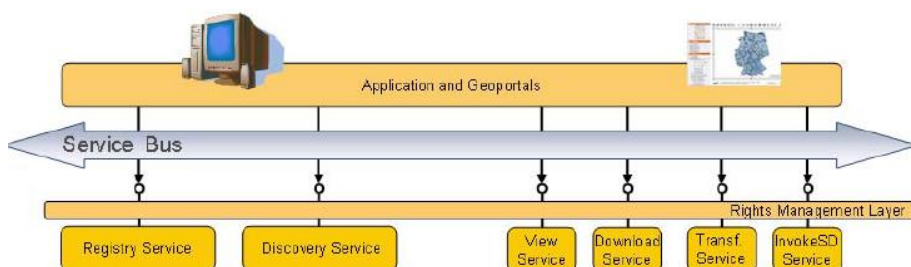 Application and Geoportals
Service Bus
Rights Management Layer
Registry Service
Discovery Service
View
Service
Download
Service
Transf.
Service
InvokeSD
Service